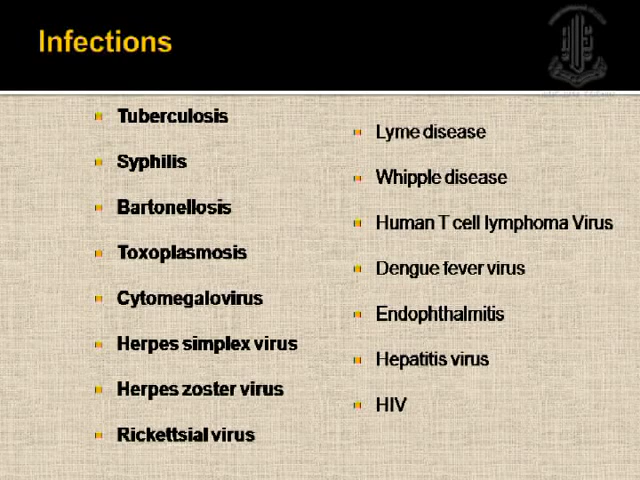 Infections
Tuberculosis
Syphilis
Bartonellosis
Toxoplasmosis
Cytomegalovirus
Herpes simplex virus
Herpes zoster virus
Rickettsial virus
Lyme disease
Whipple disease
Human T cell lymphoma Virus
Dengue fever virus
Endophthalmitis
Hepatitis virus
HIV